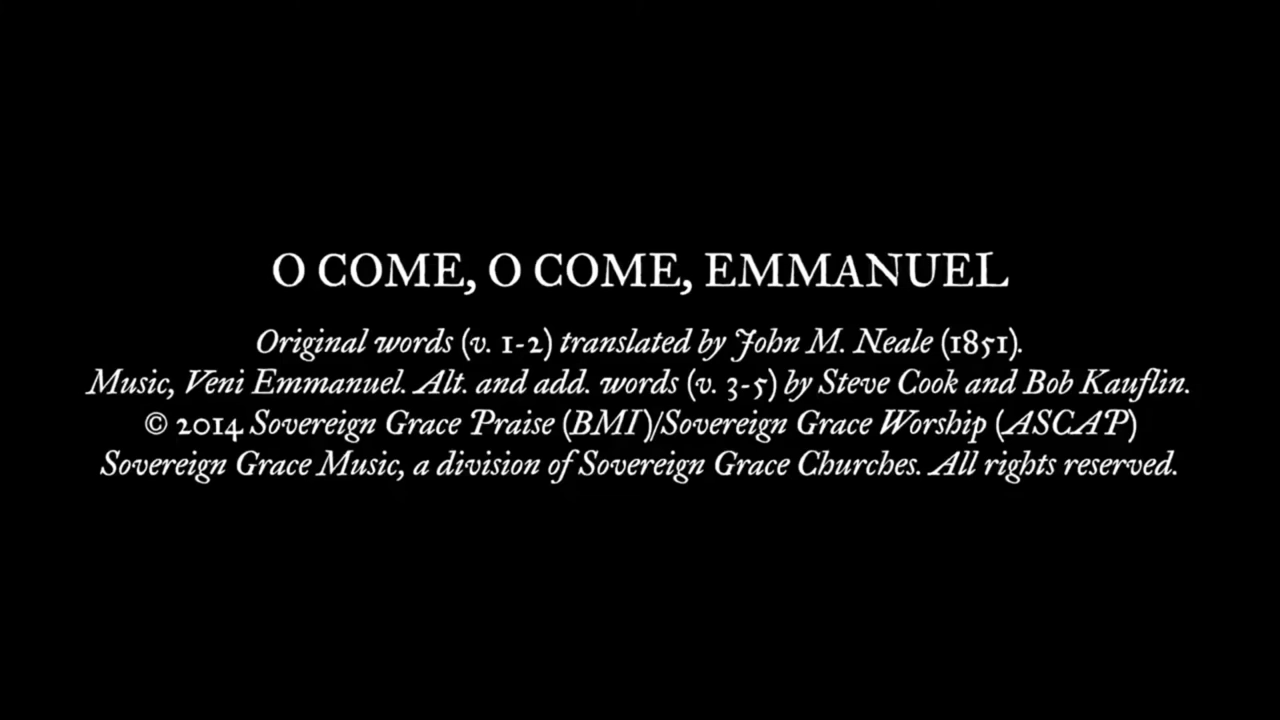 O COME, O COME, EMMANUEL
Original words (v. 1-2) translated by John M. Neale (1851).
Music, Veni Emmanuel. Alt. and add. words (v. 3-5) by Steve Cook and Bob Kauflin.
© 2014 Sovereign Grace Praise (BMI)/Sovereign Grace Worship (ASCAP)
Sovereign Grace Music, a division of Sovereign Grace Churches. All rights reserved.